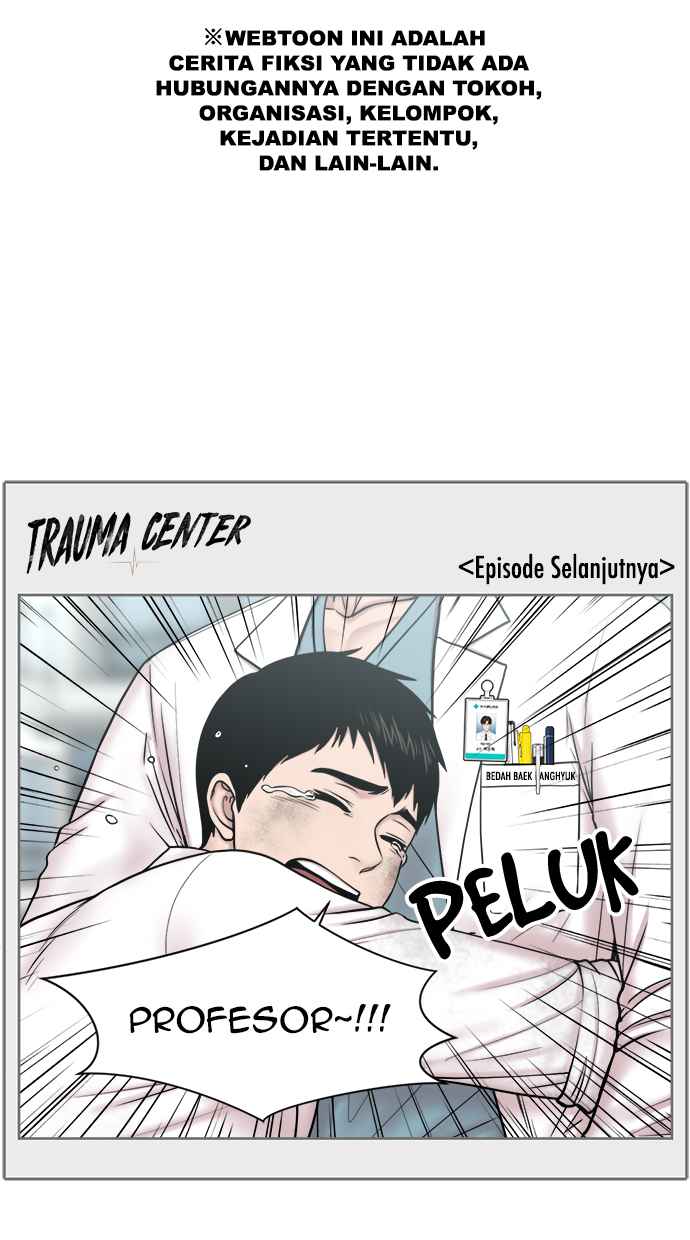 ※WEBTOON INI ADALAH
CERITA FIKSI YANG TIDAK ADA
HUBUNGANNYA DENGAN TOKOH,
ORGANISASI, KELOMPOK,
KEJADIAN TERTENTU,
DAN LAIN-LAIN.
TRAUMA CENTER
<Episode Selanjutnya>
BEDAH BAEK
PELUK
PROFESOR~!!!